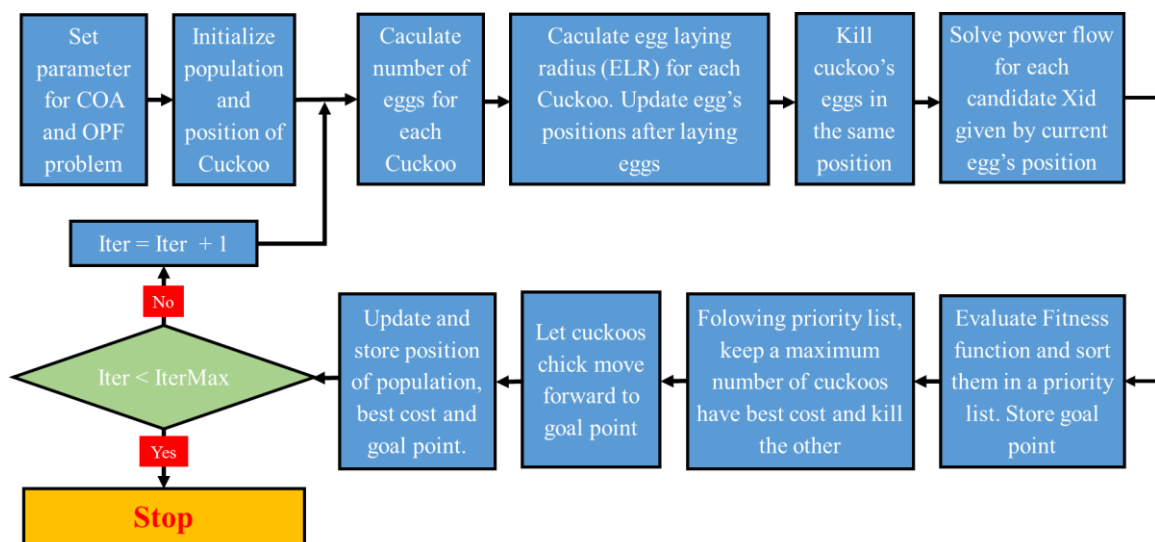 Set
parameter
for COA
and OPF
problem
Initialize
population
and
position of
Cuckoo
Caculate
number of
eggs for
each
Cuckoo
Caculate egg laying
radius (ELR) for each
Cuckoo. Update egg's
positions after laying
eggs
Kill
cuckoo's
eggs in
the same
position
Solve power flow
for each
candidate Xid
given by current
egg's position
Iter = Iter + 1
No
Iter < IterMax
Yes
Stop
Update and
store position
of population,
best cost and
goal point.
Let cuckoos
chick move
forward to
goal point
Folowing priority list,
keep a maximum
number of cuckoos
have best cost and kill
the other
Evaluate Fitness
function and sort
them in a priority
list. Store goal
point